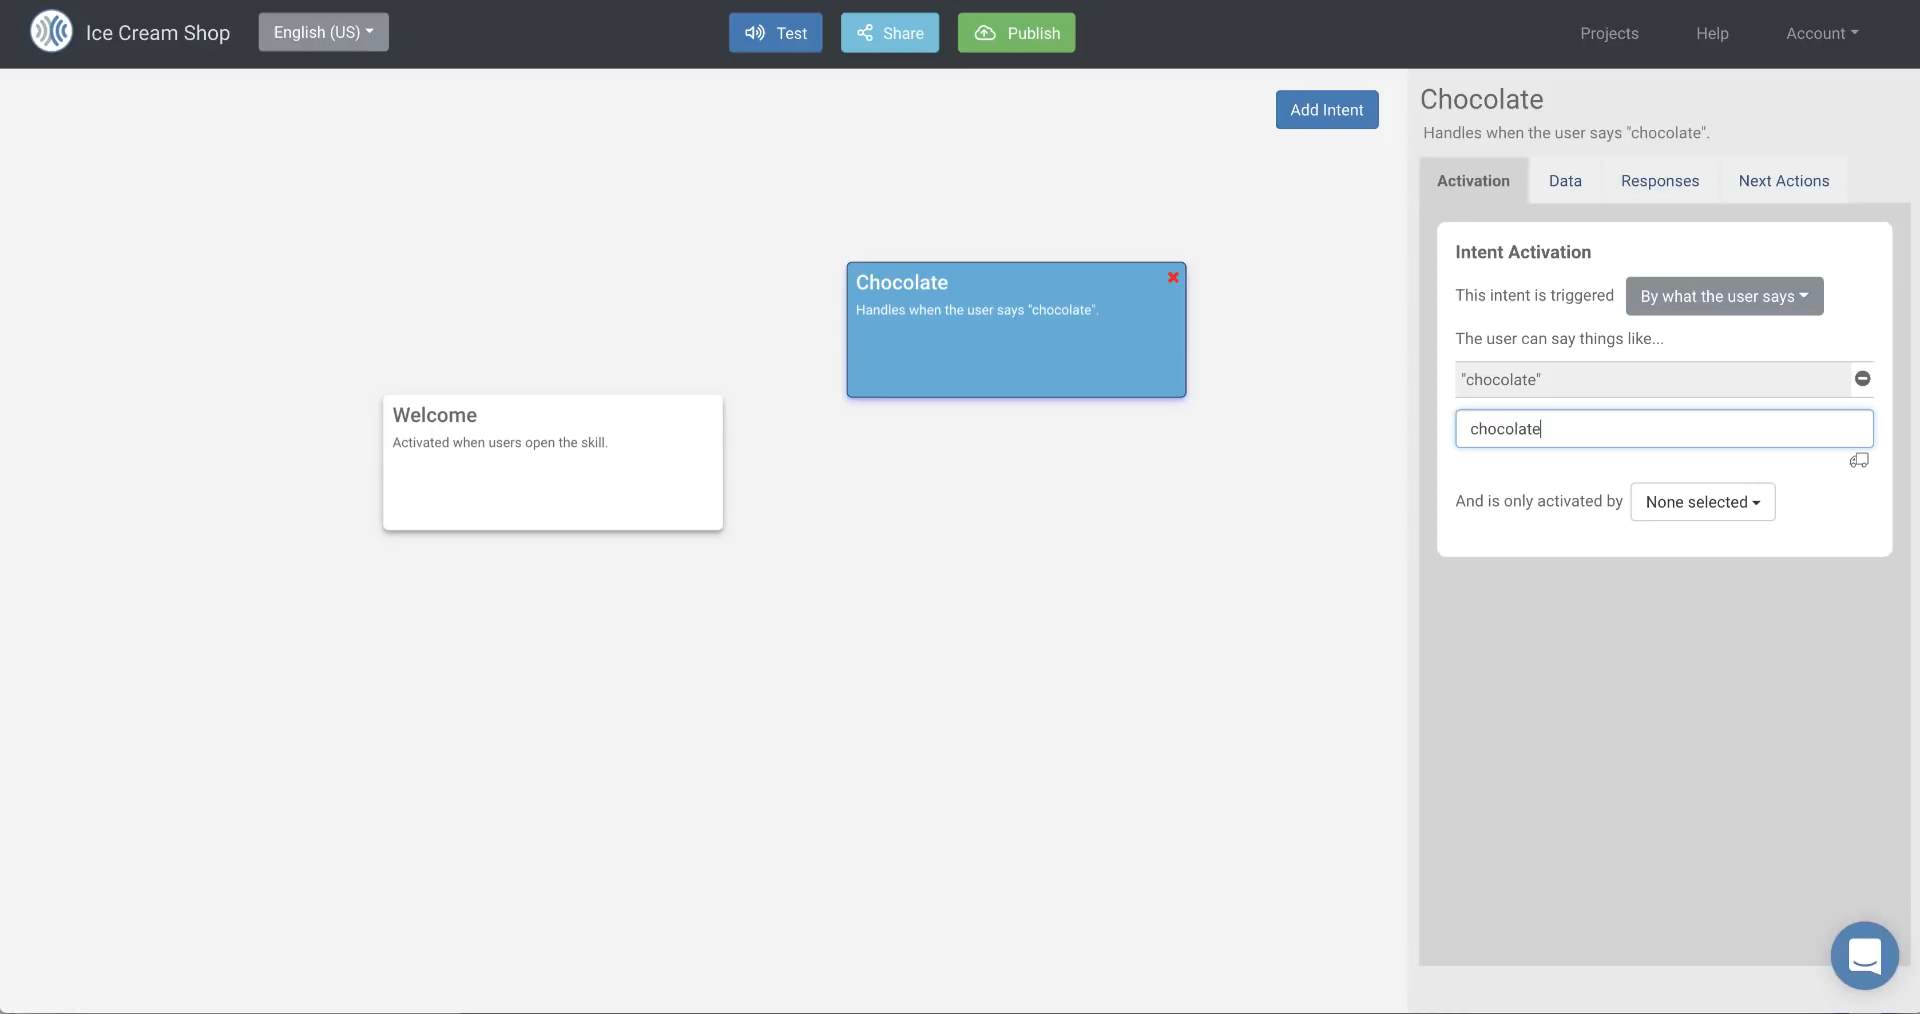 Ice Cream Shop
English (US)
Test
Share
Publish
Projects
Help
Account
Add Intent
Chocolate
Handles when the user says "chocolate".
Activation
Data
Responses
Next Actions
Intent Activation
This intent is triggered
By what the user says
The user can say things like...
"chocolate"
chocolate
And is only activated by
None selected
Chocolate
Handles when the user says "chocolate".
Welcome
Activated when users open the skill.